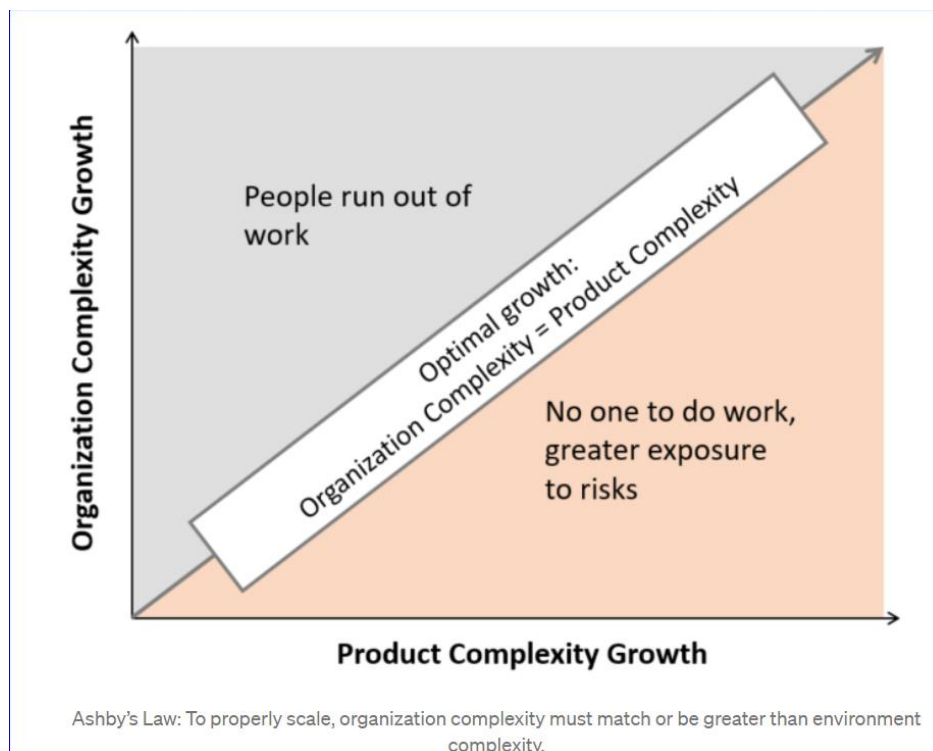 Organization Complexity Growth
People run out of
work
Optimal growth:
Organization Complexity = Product Complexity
No one to do work,
greater exposure
to risks
Product Complexity Growth
Ashby's Law: To properly scale, organization complexity must match or be greater than environment
complexity.